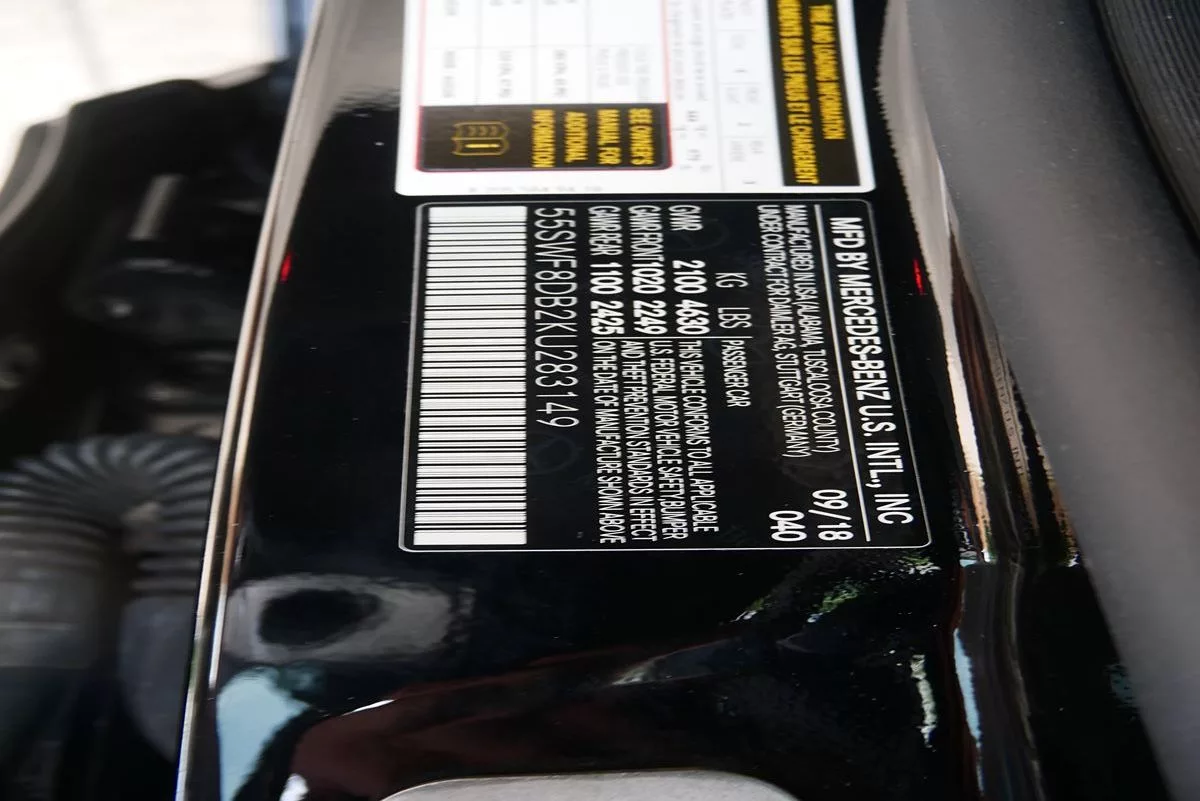 TIRE AND LOADING INFORMATION
SUR LES PNEUS ET LE CHARGEMENT
SEE OWNER'S
MANUAL FOR
ADDITIONAL
INFORMATION
MFD BY MERCEDES-BENZ U.S. INTL., INC
MANUFACTURED IN USA (ALABAMA, TUSCALOOSA COUNTY) 09/18
UNDER CONTRACT FOR DAIMLER AG, STUTTGART (GERMANY) 040
KG LBS PASSENGER CAR
GVWR 2100 4630 THIS VEHICLE CONFORMS TO ALL APPLICABLE
GAWR FRONT 1020 2249 U.S. FEDERAL MOTOR VEHICLE SAFETY/BUMPER
GAWR REAR 1100 2425 AND THEFT PREVENTION STANDARDS IN EFFECT
ON THE DATE OF MANUFACTURE SHOWN ABOVE
55SWF8DB2KU283149